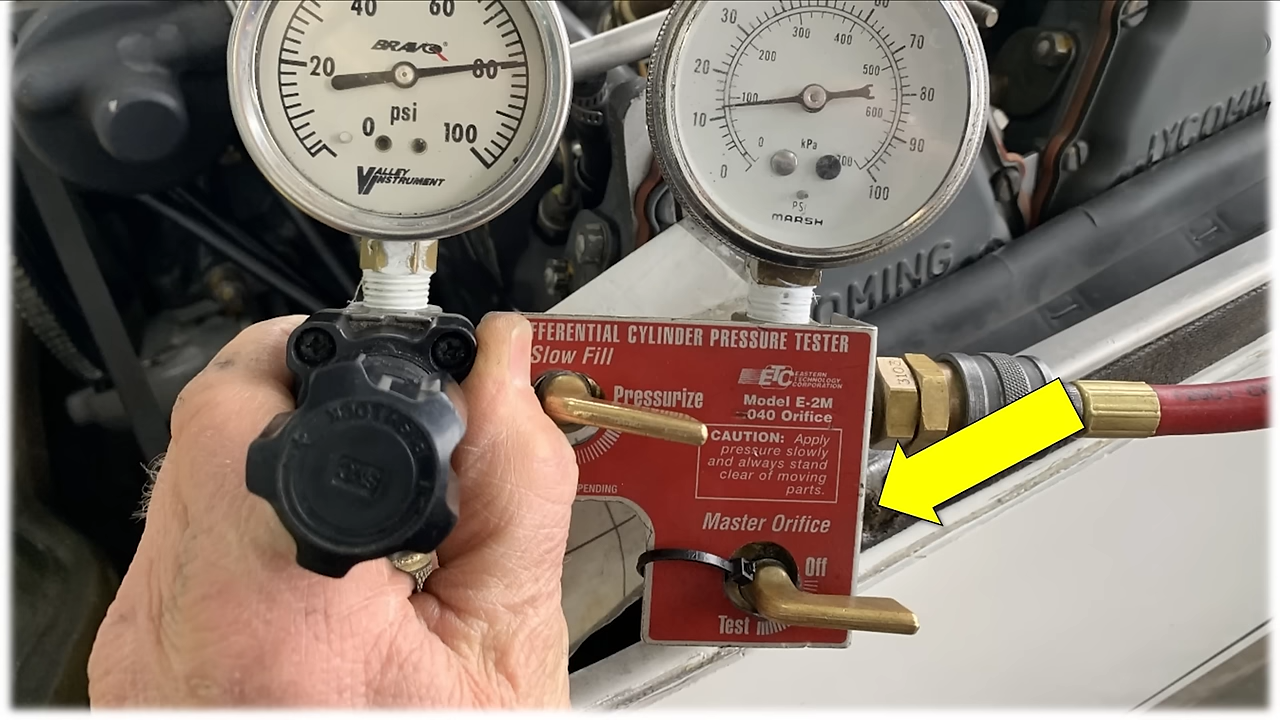 40 60
BRAVO
20 80
psi
0 100
VALLEY
INSTRUMENT
30
70
20
80
10
90
0
100
300 400
200 500
100 600
0 kPa
PSI
MARSH
LYCOMING
OMING
FFERENTIAL CYLINDER PRESSURE TESTER
Slow Fill
Pressurize
ETC EASTERN
TECHNOLOGY
CORPORATION
Model E-2M
.040 Orifice
CAUTION: Apply
pressure slowly
and always stand
clear of moving
parts.
PENDING
Master Orifice
Off
Test
3103